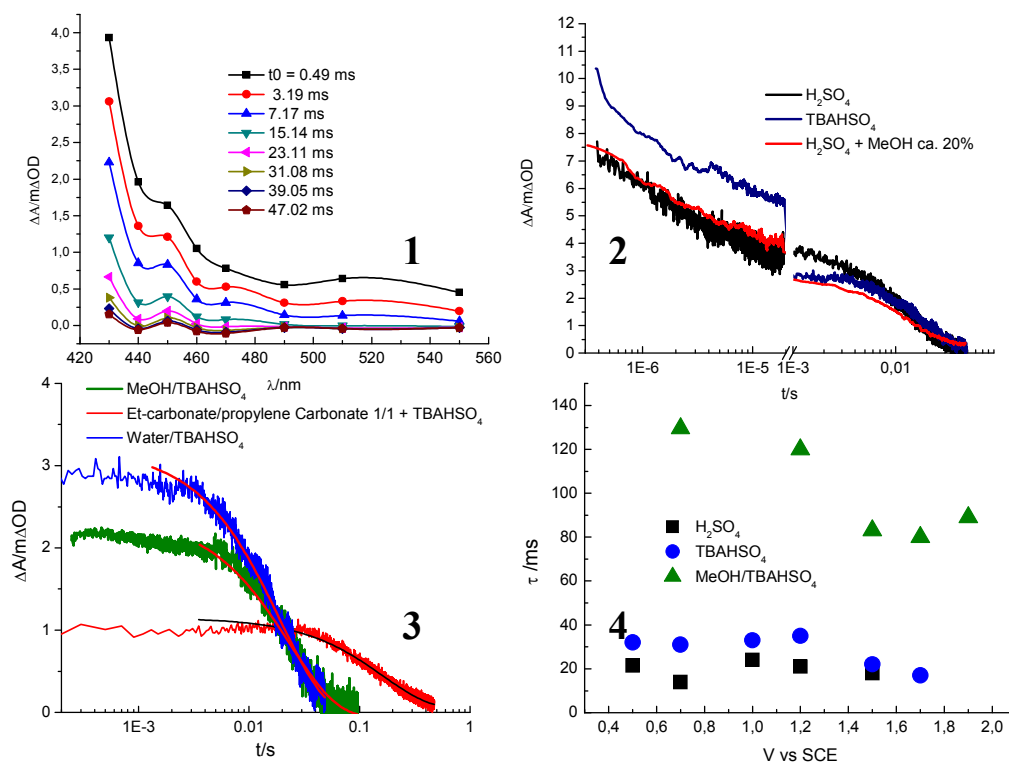 4,0
3,5
3,0
2,5
2,0
1,5
1,0
0,5
0,0
ΔA/mΔOD
t0 = 0.49 ms
3.19 ms
7.17 ms
15.14 ms
23.11 ms
31.08 ms
39.05 ms
47.02 ms
1
420 440 460 480 500 520 540 560
λ/nm
12
11
10
9
8
7
6
5
4
3
2
1
0
ΔA/mΔOD
H₂SO₄
TBAHSO₄
H₂SO₄ + MeOH ca. 20%
2
1E-6 1E-5 1E-3 0,01
t/s
MeOH/TBAHSO₄
Et-carbonate/propylene Carbonate 1/1 + TBAHSO₄
Water/TBAHSO₄
4
3
2
1
0
ΔA/mΔOD
3
1E-3 0.01 0.1 1
t/s
140
120
100
80
60
40
20
0
τ /ms
H₂SO₄
TBAHSO₄
MeOH/TBAHSO₄
4
0,4 0,6 0,8 1,0 1,2 1,4 1,6 1,8 2,0
V vs SCE